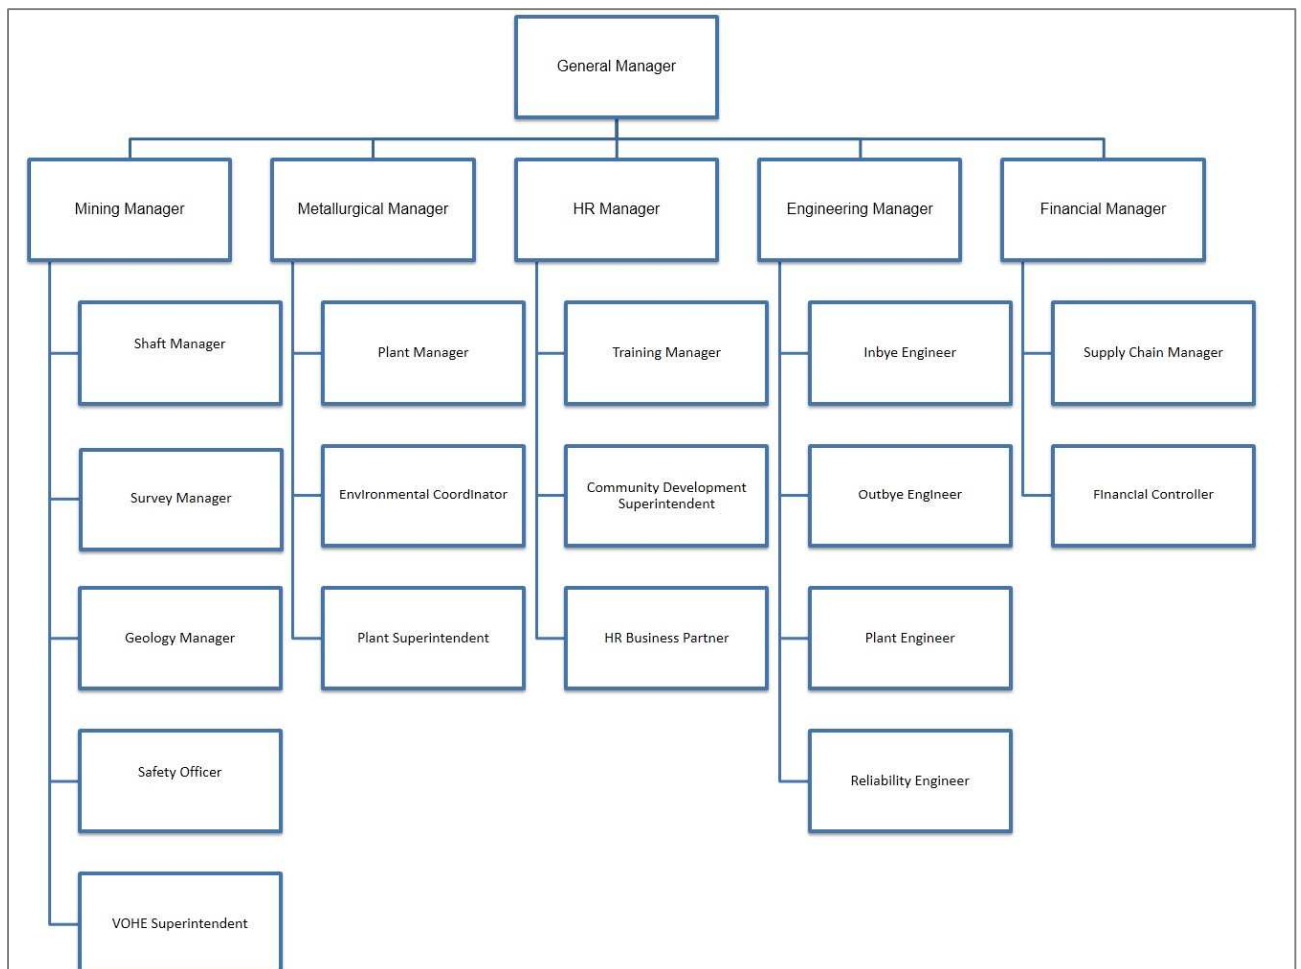 General Manager
Mining Manager
Metallurgical Manager
HR Manager
Engineering Manager
Financial Manager
Shaft Manager
Plant Manager
Training Manager
Inbye Engineer
Supply Chain Manager
Survey Manager
Environmental Coordinator
Community Development
Superintendent
Outbye Engineer
Financial Controller
Geology Manager
Plant Superintendent
HR Business Partner
Plant Engineer
Safety Officer
Reliability Engineer
VOHE Superintendent